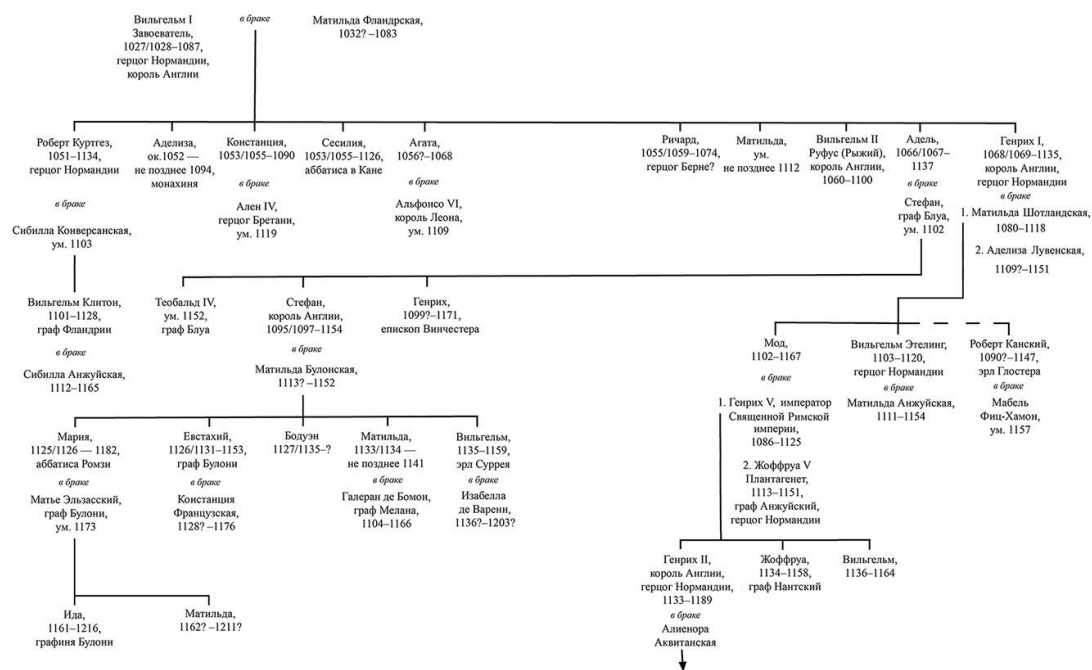 Вильгельм I
Завоеватель,
1027/1028–1087,
герцог Нормандии,
король Англии
в браке
Матильда Фландрская,
1032? –1083
Роберт Куртгез,
1051–1134,
герцог Нормандии
в браке
Сибилла Конверсанская,
ум. 1103
Аделиза,
ок.1052 —
не позднее 1094,
монахиня
Констанция,
1053/1055–1090
в браке
Ален IV,
герцог Бретани,
ум. 1119
Сесилия,
1053/1055–1126,
аббатиса в Кане
Агата,
1056?–1068
в браке
Альфонсо VI,
король Леона,
ум. 1109
Ричард,
1055/1059–1074,
герцог Берне?
Матильда,
ум.
не позднее 1112
Вильгельм II
Руфус (Рыжий),
король Англии,
1060–1100
Адель,
1066/1067–
1137
в браке
Стефан,
граф Блуа,
ум. 1102
Генрих I,
1068/1069–1135,
король Англии,
герцог Нормандии
в браке
1. Матильда Шотландская,
1080–1118
2. Аделиза Лувенская,
1109?–1151
Вильгельм Клитон,
1101–1128,
граф Фландрии
в браке
Сибилла Анжуйская,
1112–1165
Теобальд IV,
ум. 1152,
граф Блуа
Стефан,
король Англии,
1095/1097–1154
в браке
Матильда Булонская,
1113? –1152
Генрих,
1099?–1171,
епископ Винчестера
Мод,
1102–1167
в браке
1. Генрих V, император
Священной Римской
империи,
1086–1125
2. Жоффруа V
Плантагенет,
1113–1151,
граф Анжуйский,
герцог Нормандии
Вильгельм Этелинг,
1103–1120,
герцог Нормандии
в браке
Матильда Анжуйская,
1111–1154
Роберт Канский,
1090?–1147,
эрл Глостера
в браке
Мабель
Фиц-Хамон,
ум. 1157
Мария,
1125/1126 — 1182,
аббатиса Ромзи
в браке
Матье Эльзасский,
граф Булони,
ум. 1173
Евстахий,
1126/1131–1153,
граф Булони
в браке
Констанция
Французская,
1128? –1176
Бодуэн
1127/1135–?
Матильда,
1133/1134 —
не позднее 1141
в браке
Галеран де Бомон,
граф Мелана,
1104–1166
Вильгельм,
1135–1159,
эрл Суррея
в браке
Изабелла
де Варенн,
1136?–1203?
Генрих II,
король Англии,
герцог Нормандии,
1133–1189
в браке
Алиенора
Аквитанская
Жоффруа,
1134–1158,
граф Нантский
Вильгельм,
1136–1164
Ида,
1161–1216,
графиня Булони
Матильда,
1162? –1211?